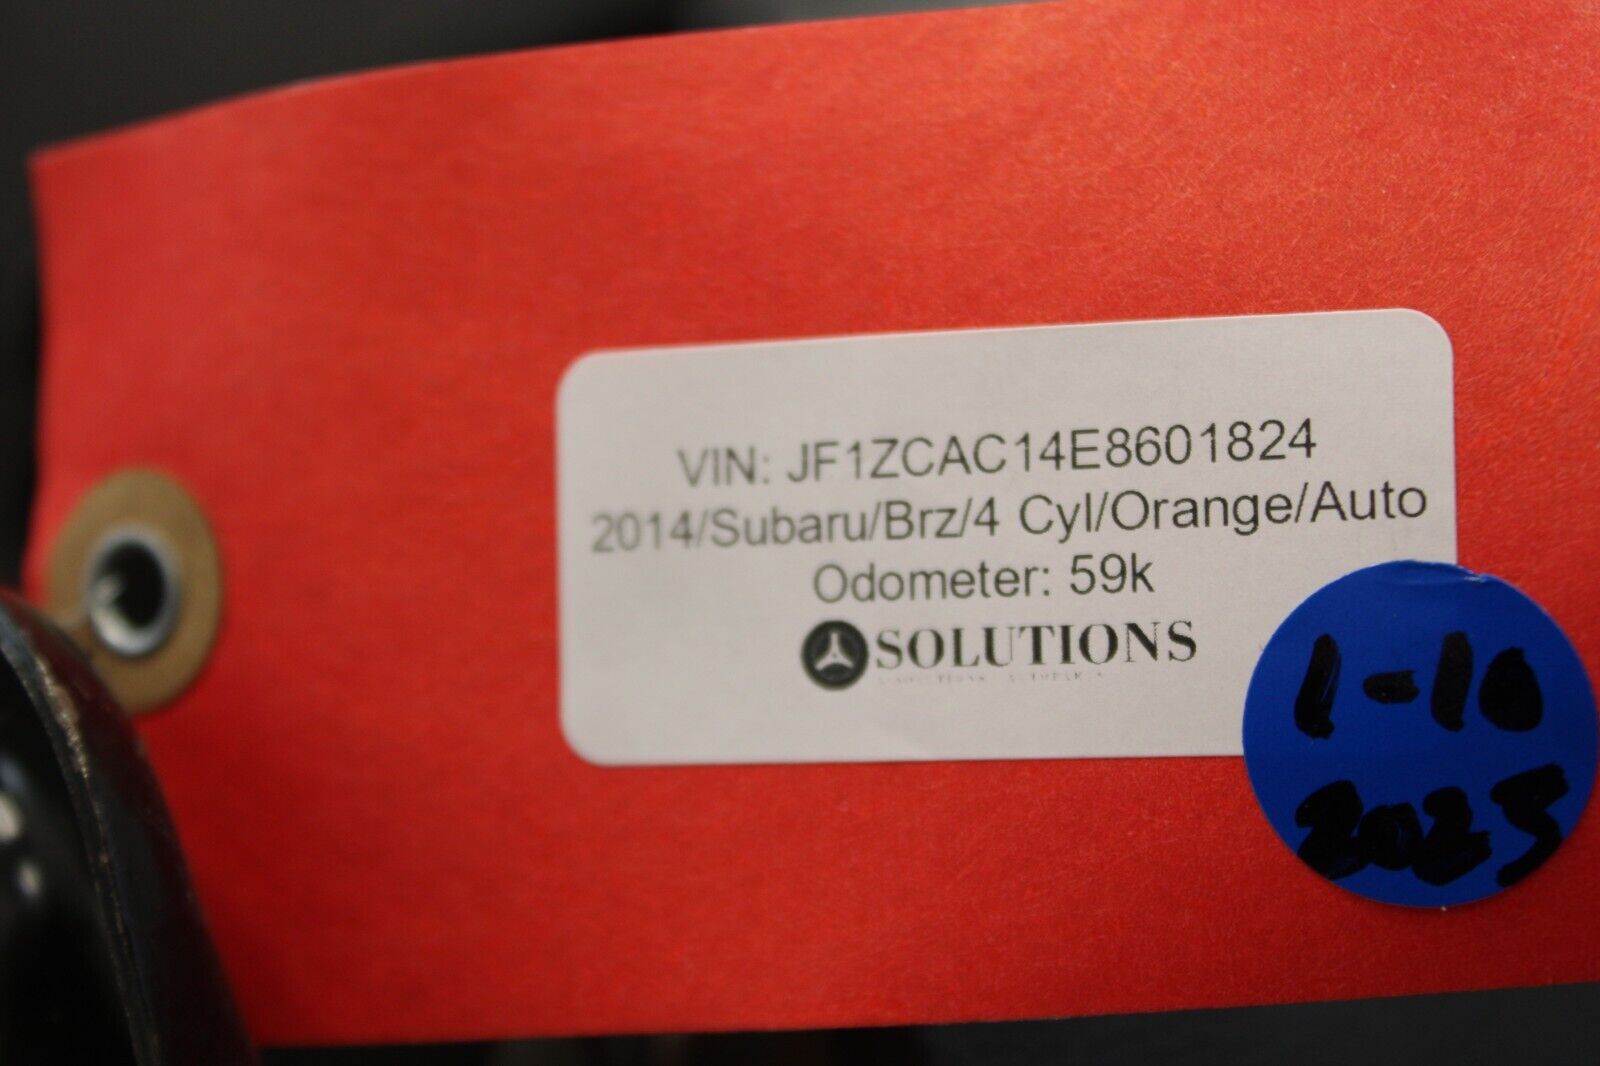 VIN: JF1ZCAC14E8601824
2014/Subaru/Brz/4 Cyl/Orange/Auto
Odometer: 59k
SOLUTIONS
1-10
2025